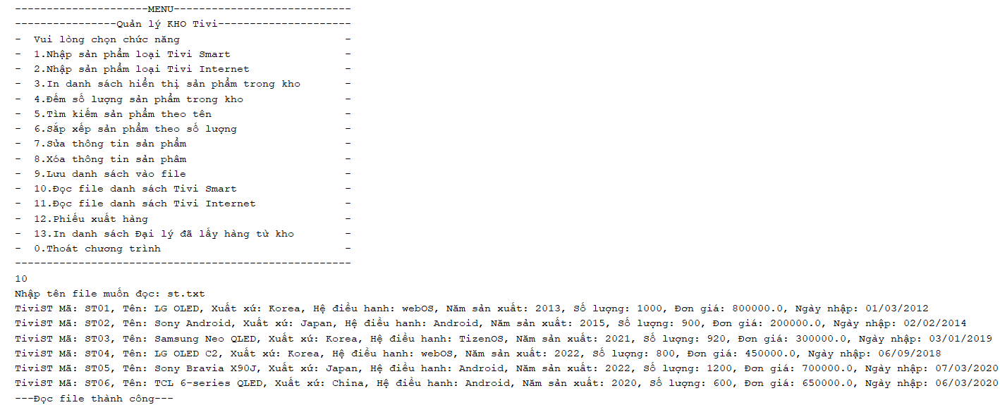 ---------------------MENU----------------------------
----------------Quản lý KHO Tivi---------------------
-  Vui lòng chọn chức năng                          -
-  1.Nhập sản phẩm loại Tivi Smart                  -
-  2.Nhập sản phẩm loại Tivi Internet               -
-  3.In danh sách hiển thị sản phẩm trong kho       -
-  4.Đếm số lượng sản phẩm trong kho                -
-  5.Tìm kiếm sản phẩm theo tên                     -
-  6.Sắp xếp sản phẩm theo số lượng                 -
-  7.Sửa thông tin sản phẩm                         -
-  8.Xóa thông tin sản phâm                         -
-  9.Lưu danh sách vào file                         -
-  10.Đọc file danh sách Tivi Smart                 -
-  11.Đọc file danh sách Tivi Internet              -
-  12.Phiếu xuất hàng                               -
-  13.In danh sách Đại lý đã lấy hàng từ kho        -
-  0.Thoát chương trình                             -
-----------------------------------------------------
10
Nhập tên file muốn đọc: st.txt
TiviST Mã: ST01, Tên: LG OLED, Xuất xứ: Korea, Hệ điều hanh: webOS, Năm sản xuất: 2013, Số lượng: 1000, Đơn giá: 800000.0, Ngày nhập: 01/03/2012
TiviST Mã: ST02, Tên: Sony Android, Xuất xứ: Japan, Hệ điều hanh: Android, Năm sản xuất: 2015, Số lượng: 900, Đơn giá: 200000.0, Ngày nhập: 02/02/2014
TiviST Mã: ST03, Tên: Samsung Neo QLED, Xuất xứ: Korea, Hệ điều hanh: TizenOS, Năm sản xuất: 2021, Số lượng: 920, Đơn giá: 300000.0, Ngày nhập: 03/01/2019
TiviST Mã: ST04, Tên: LG OLED C2, Xuất xứ: Korea, Hệ điều hanh: webOS, Năm sản xuất: 2022, Số lượng: 800, Đơn giá: 450000.0, Ngày nhập: 06/09/2018
TiviST Mã: ST05, Tên: Sony Bravia X90J, Xuất xứ: Japan, Hệ điều hanh: Android, Năm sản xuất: 2022, Số lượng: 1200, Đơn giá: 700000.0, Ngày nhập: 07/03/2020
TiviST Mã: ST06, Tên: TCL 6-series QLED, Xuất xứ: China, Hệ điều hanh: Android, Năm sản xuất: 2020, Số lượng: 600, Đơn giá: 650000.0, Ngày nhập: 06/03/2020
---Đọc file thành công---